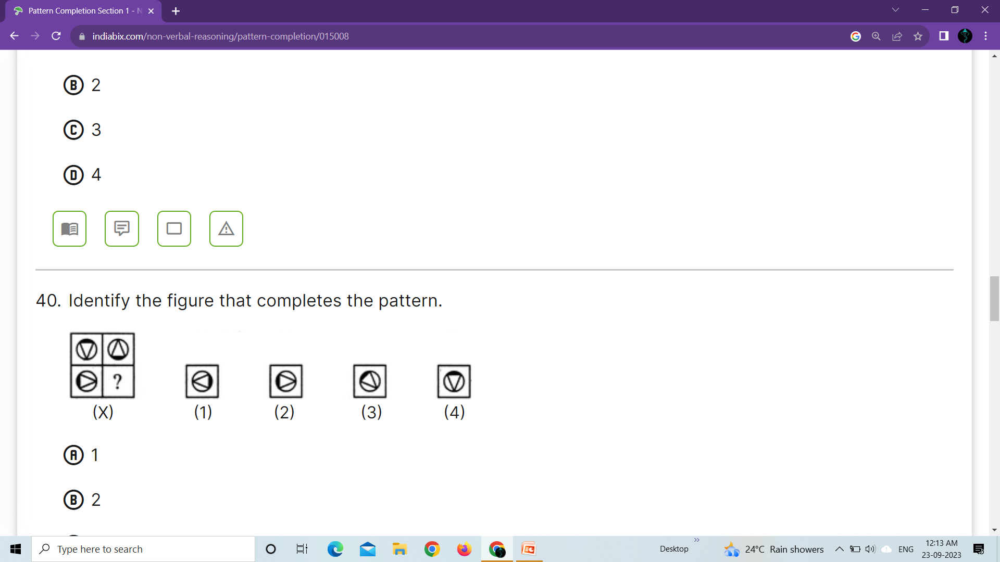 Pattern Completion Section 1 - N
indiabix.com/non-verbal-reasoning/pattern-completion/015008
B 2
C 3
D 4
40. Identify the figure that completes the pattern.
?
(X) (1) (2) (3) (4)
A 1
B 2
Type here to search
Desktop
24°C Rain showers
ENG
12:13 AM
23-09-2023